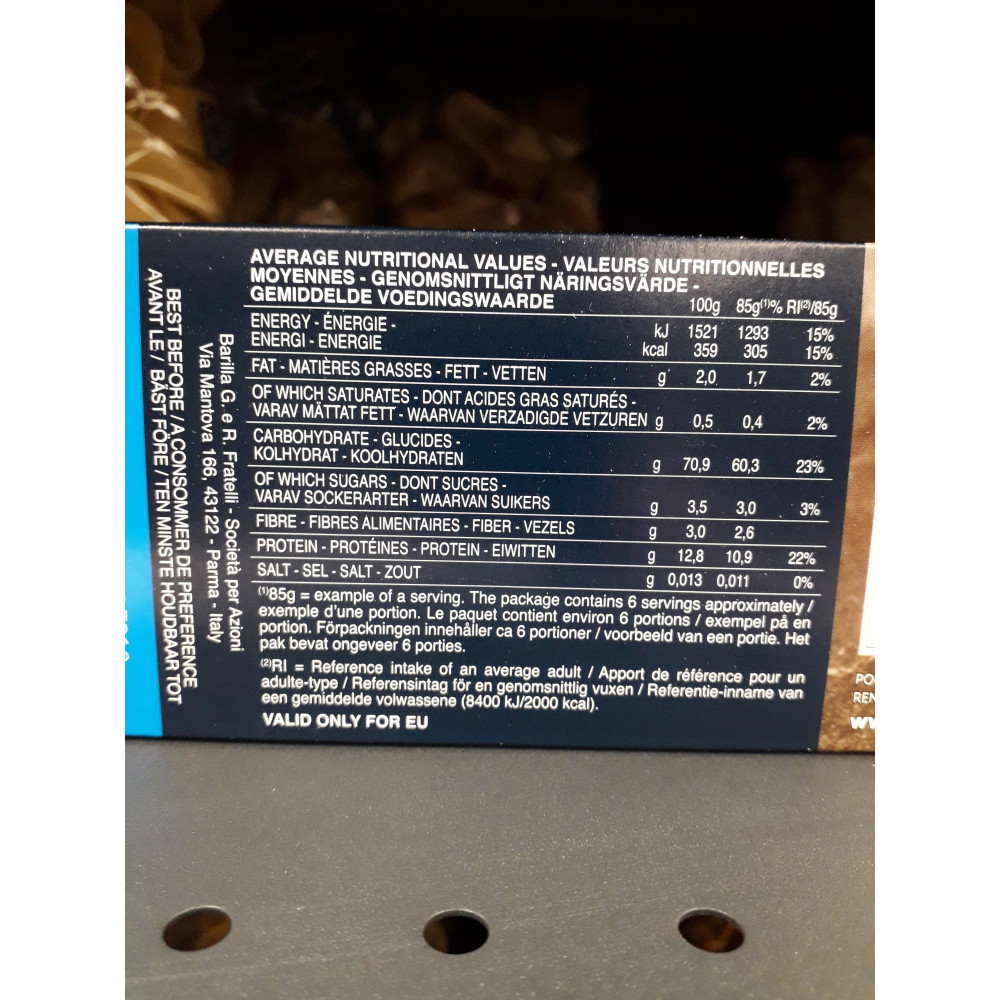 AVERAGE NUTRITIONAL VALUES - VALEURS NUTRITIONNELLES
MOYENNES - GENOMSNITTLIGT NÄRINGSVÄRDE -
GEMIDDELDE VOEDINGSWAARDE
100g 85g(1) % RI(2)/85g
ENERGY - ÉNERGIE - kJ 1521 1293 15%
ENERGI - ENERGIE kcal 359 305 15%
FAT - MATIÈRES GRASSES - FETT - VETTEN g 2,0 1,7 2%
OF WHICH SATURATES - DONT ACIDES GRAS SATURÉS -
VARAV MÄTTAT FETT - WAARVAN VERZADIGDE VETZUREN g 0,5 0,4 2%
CARBOHYDRATE - GLUCIDES -
KOLHYDRAT - KOOLHYDRATEN g 70,9 60,3 23%
OF WHICH SUGARS - DONT SUCRES -
VARAV SOCKERARTER - WAARVAN SUIKERS g 3,5 3,0 3%
FIBRE - FIBRES ALIMENTAIRES - FIBER - VEZELS g 3,0 2,6
PROTEIN - PROTÉINES - PROTEIN - EIWITTEN g 12,8 10,9 22%
SALT - SEL - SALT - ZOUT g 0,013 0,011 0%
(1)85g = example of a serving. The package contains 6 servings approximately /
exemple d'une portion. Le paquet contient environ 6 portions / exempel på en
portion. Förpackningen innehåller ca 6 portioner / voorbeeld van een portie. Het
pak bevat ongeveer 6 porties.
(2)RI = Reference intake of an average adult / Apport de référence pour un
adulte-type / Referensintag för en genomsnittlig vuxen / Referentie-inname van
een gemiddelde volwassene (8400 kJ/2000 kcal).
VALID ONLY FOR EU
Barilla G. e R. Fratelli - Società per Azioni
Via Mantova 166, 43122 - Parma - Italy
BEST BEFORE / A CONSOMMER DE PREFERENCE
AVANT LE / BÄST FÖRE / TEN MINSTE HOUDBAAR TOT